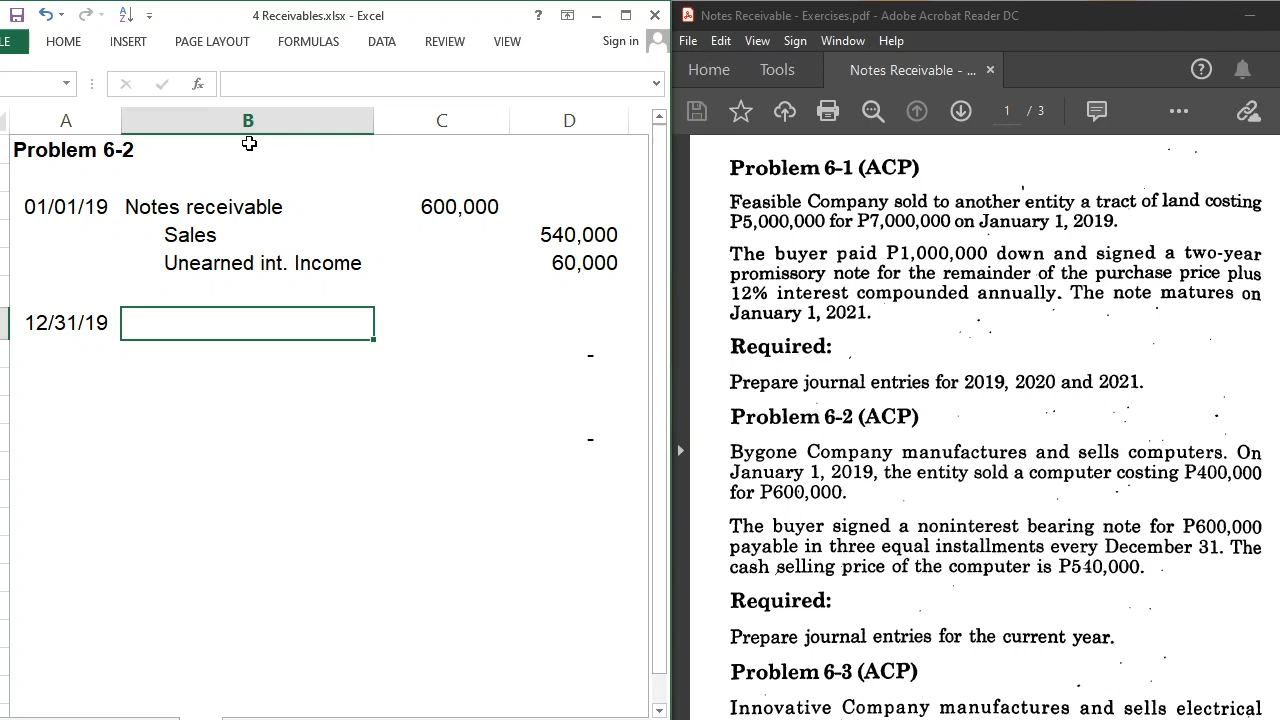 4 Receivables.xlsx - Excel
LE HOME INSERT PAGE LAYOUT FORMULAS DATA REVIEW VIEW Sign in
fx
A B C D
Problem 6-2
01/01/19 Notes receivable 600,000
Sales 540,000
Unearned int. Income 60,000
12/31/19
-
-
Notes Receivable - Exercises.pdf - Adobe Acrobat Reader DC
File Edit View Sign Window Help
Home Tools Notes Receivable - ... ×
1 / 3
Problem 6-1 (ACP)
Feasible Company sold to another entity a tract of land costing
P5,000,000 for P7,000,000 on January 1, 2019.
The buyer paid P1,000,000 down and signed a two-year
promissory note for the remainder of the purchase price plus
12% interest compounded annually. The note matures on
January 1, 2021.
Required:
Prepare journal entries for 2019, 2020 and 2021.
Problem 6-2 (ACP)
Bygone Company manufactures and sells computers. On
January 1, 2019, the entity sold a computer costing P400,000
for P600,000.
The buyer signed a noninterest bearing note for P600,000
payable in three equal installments every December 31. The
cash selling price of the computer is P540,000.
Required:
Prepare journal entries for the current year.
Problem 6-3 (ACP)
Innovative Company manufactures and sells electrical